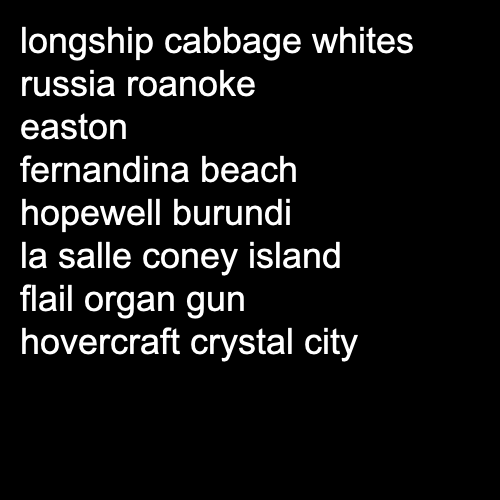 longship cabbage whites
russia roanoke
easton
fernandina beach
hopewell burundi
la salle coney island
flail organ gun
hovercraft crystal city